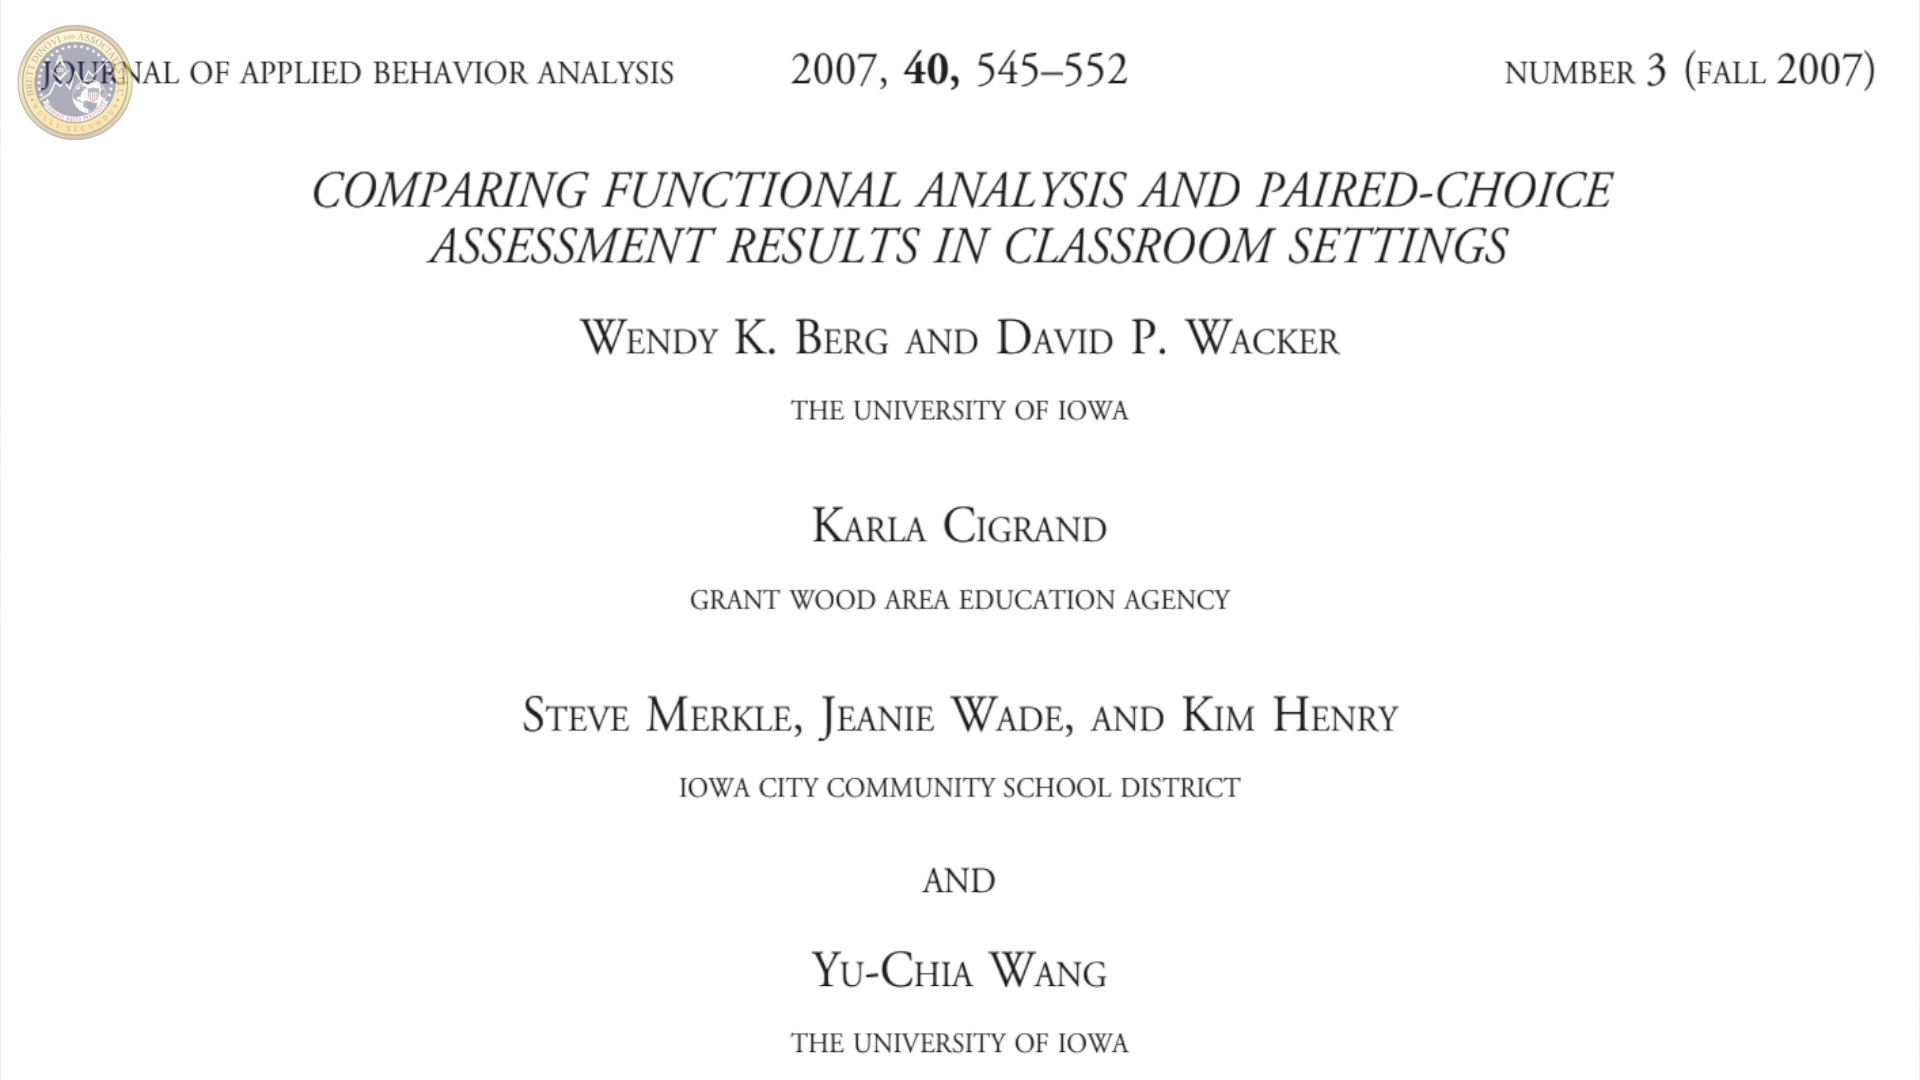 JOURNAL OF APPLIED BEHAVIOR ANALYSIS 2007, 40, 545–552 NUMBER 3 (FALL 2007)
COMPARING FUNCTIONAL ANALYSIS AND PAIRED-CHOICE
ASSESSMENT RESULTS IN CLASSROOM SETTINGS
WENDY K. BERG AND DAVID P. WACKER
THE UNIVERSITY OF IOWA
KARLA CIGRAND
GRANT WOOD AREA EDUCATION AGENCY
STEVE MERKLE, JEANIE WADE, AND KIM HENRY
IOWA CITY COMMUNITY SCHOOL DISTRICT
AND
YU-CHIA WANG
THE UNIVERSITY OF IOWA